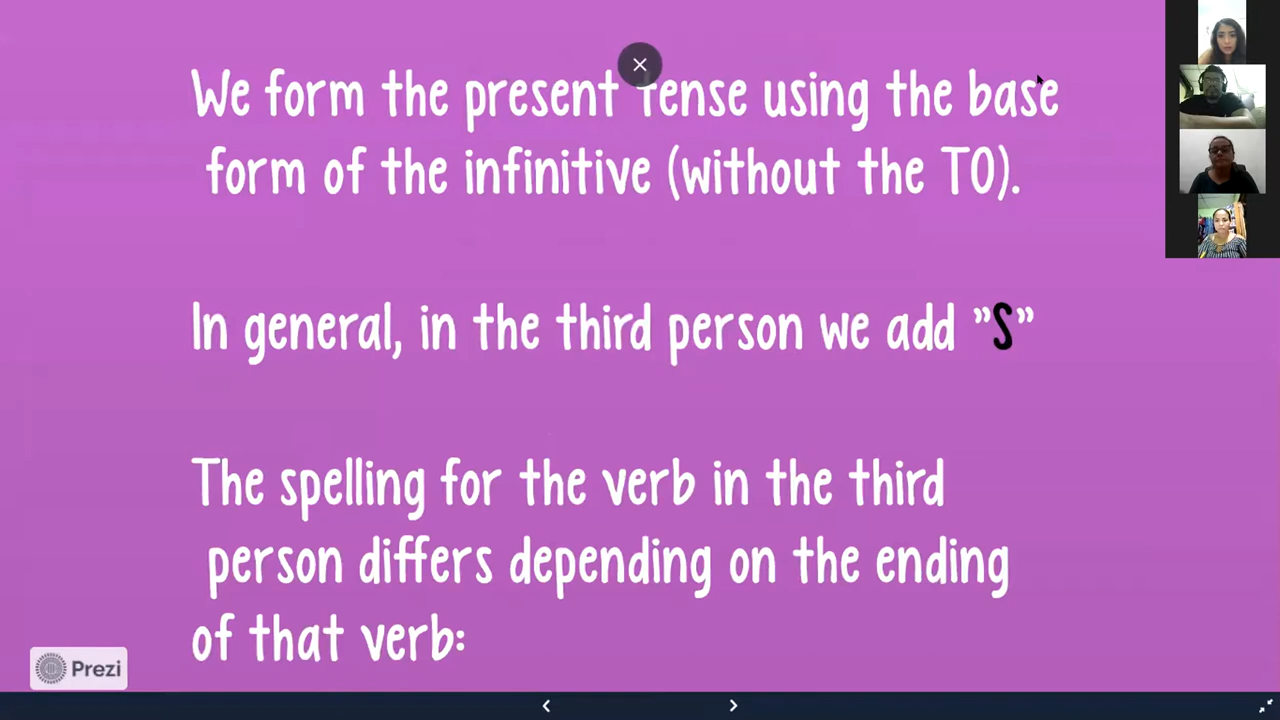 We form the present tense using the base
form of the infinitive (without the TO).
In general, in the third person we add "S"
The spelling for the verb in the third
person differs depending on the ending
of that verb:
Prezi